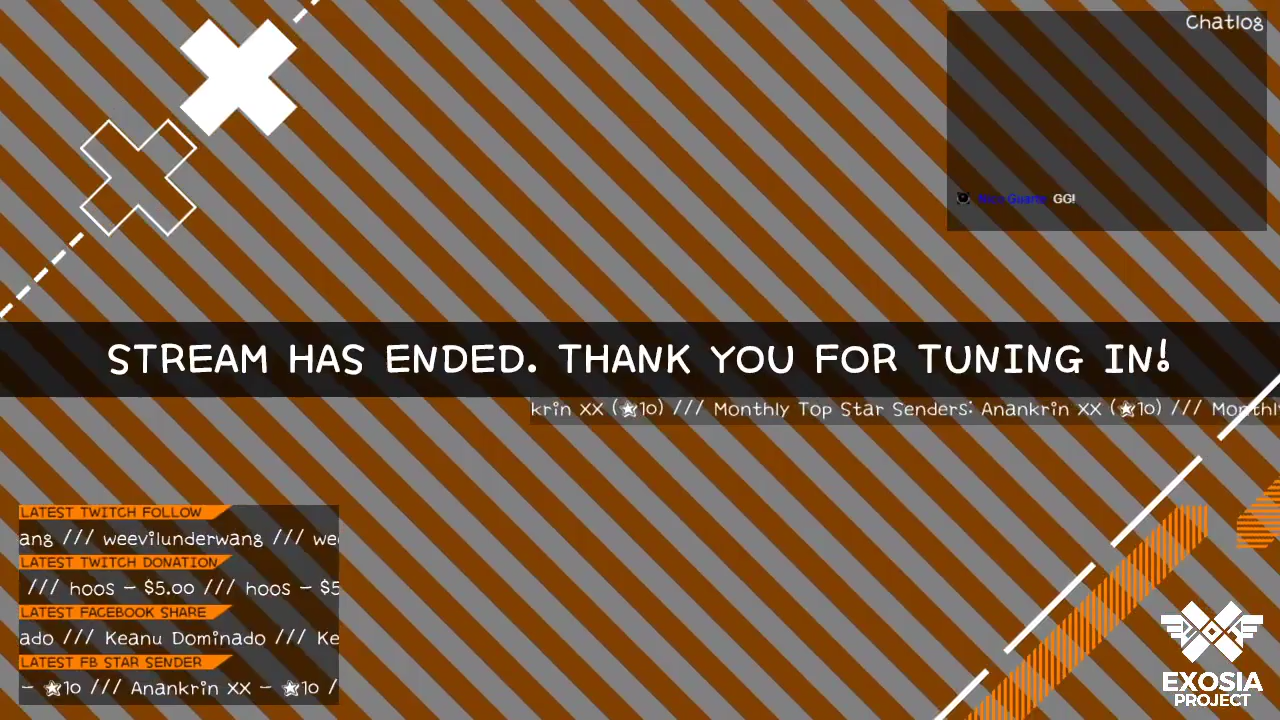 Chatlog
GG!
STREAM HAS ENDED. THANK YOU FOR TUNING IN!
krin XX (★10) /// Monthly Top Star Senders: Anankrin XX (★10) /// Monthl
LATEST TWITCH FOLLOW
ang /// weevilunderwang /// we
LATEST TWITCH DONATION
/// hoos - $5.00 /// hoos - $5
LATEST FACEBOOK SHARE
ado /// Keanu Dominado /// Ke
LATEST FB STAR SENDER
- ★10 /// Anankrin XX - ★10 /
EXOSIA
PROJECT